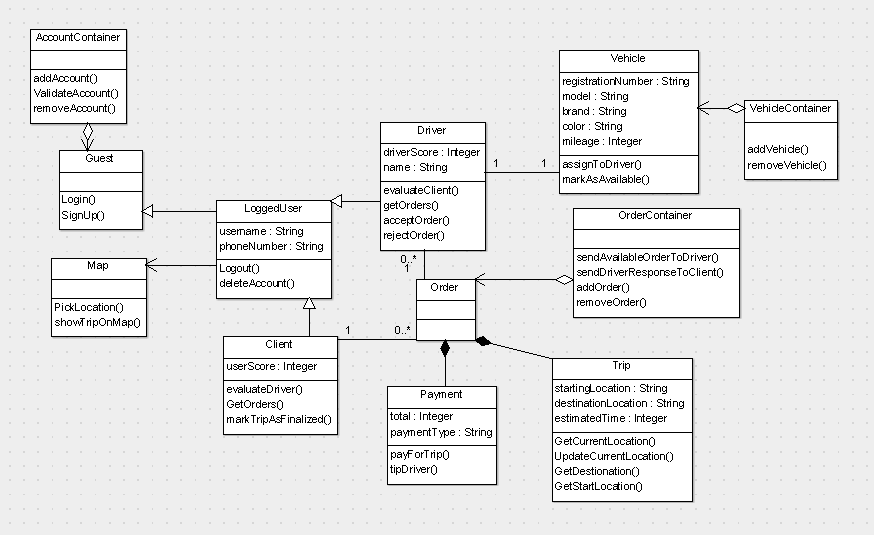 AccountContainer
addAccount()
ValidateAccount()
removeAccount()
Guest
Login()
SignUp()
Map
PickLocation()
showTripOnMap()
LoggedUser
username : String
phoneNumber : String
Logout()
deleteAccount()
Client
userScore : Integer
evaluateDriver()
GetOrders()
markTripAsFinalized()
Driver
driverScore : Integer
name : String
evaluateClient()
getOrders()
acceptOrder()
rejectOrder()
1
1
Vehicle
registrationNumber : String
model : String
brand : String
color : String
mileage : Integer
assignToDriver()
markAsAvailable()
VehicleContainer
addVehicle()
removeVehicle()
OrderContainer
sendAvailableOrderToDriver()
sendDriverResponseToClient()
addOrder()
removeOrder()
0..*
1
Order
1
0..*
Payment
total : Integer
paymentType : String
payForTrip()
tipDriver()
Trip
startingLocation : String
destinationLocation : String
estimatedTime : Integer
GetCurrentLocation()
UpdateCurrentLocation()
GetDestionation()
GetStartLocation()